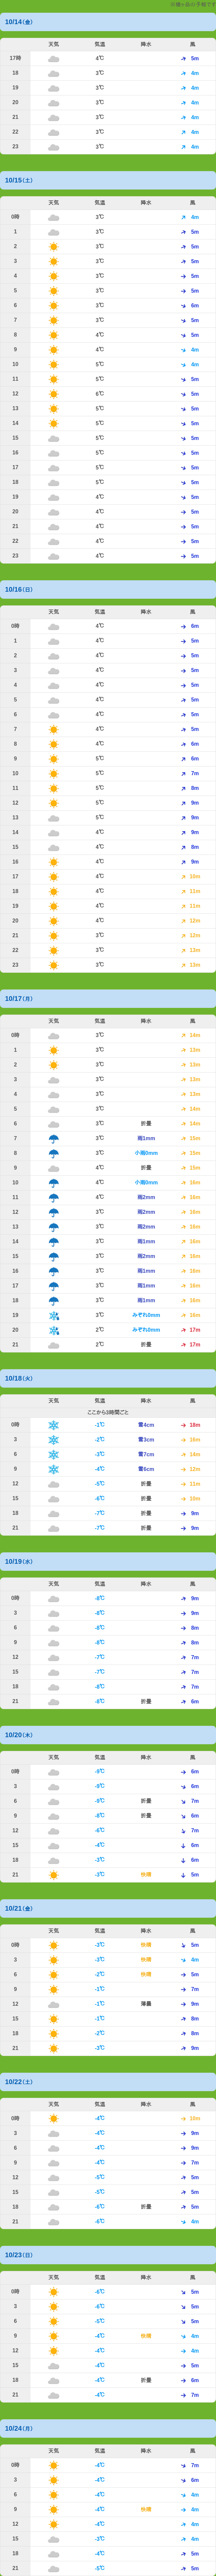 10/14(金)
天気 気温 降水 風
17時 4℃ 5m
18 3℃ 4m
19 3℃ 4m
20 3℃ 4m
21 3℃ 4m
22 3℃ 4m
23 3℃ 4m
10/15(土)
天気 気温 降水 風
0時 3℃ 4m
1 3℃ 5m
2 3℃ 5m
3 3℃ 5m
4 3℃ 5m
5 3℃ 5m
6 3℃ 6m
7 3℃ 5m
8 4℃ 5m
9 4℃ 4m
10 5℃ 4m
11 5℃ 5m
12 6℃ 5m
13 5℃ 5m
14 5℃ 5m
15 5℃ 5m
16 5℃ 5m
17 5℃ 5m
18 5℃ 5m
19 4℃ 5m
20 4℃ 5m
21 4℃ 5m
22 4℃ 5m
23 4℃ 5m
10/16(日)
天気 気温 降水 風
0時 4℃ 6m
1 4℃ 5m
2 4℃ 5m
3 4℃ 5m
4 4℃ 5m
5 4℃ 5m
6 4℃ 5m
7 4℃ 5m
8 4℃ 6m
9 5℃ 6m
10 5℃ 7m
11 5℃ 8m
12 5℃ 9m
13 5℃ 9m
14 4℃ 9m
15 4℃ 8m
16 4℃ 9m
17 4℃ 10m
18 4℃ 11m
19 4℃ 11m
20 4℃ 12m
21 3℃ 12m
22 3℃ 13m
23 3℃ 13m
10/17(月)
天気 気温 降水 風
0時 3℃ 14m
1 3℃ 13m
2 3℃ 13m
3 3℃ 13m
4 3℃ 13m
5 3℃ 14m
6 3℃ 折曇 14m
7 3℃ 雨1mm 15m
8 3℃ 小雨0mm 15m
9 4℃ 折曇 15m
10 4℃ 小雨0mm 16m
11 4℃ 雨2mm 16m
12 3℃ 雨2mm 16m
13 3℃ 雨2mm 16m
14 3℃ 雨1mm 16m
15 3℃ 雨2mm 16m
16 3℃ 雨1mm 16m
17 3℃ 雨1mm 16m
18 3℃ 雨1mm 16m
19 3℃ みぞれ0mm 16m
20 2℃ みぞれ0mm 17m
21 2℃ 折曇 17m
10/18(火)
天気 気温 降水 風
ここから3時間ごと
0時 -1℃ 雪4cm 18m
3 -2℃ 雪3cm 16m
6 -3℃ 雪7cm 14m
9 -4℃ 雪6cm 12m
12 -5℃ 折曇 11m
15 -6℃ 折曇 10m
18 -7℃ 折曇 9m
21 -7℃ 折曇 9m
10/19(水)
天気 気温 降水 風
0時 -8℃ 9m
3 -8℃ 9m
6 -8℃ 8m
9 -8℃ 8m
12 -7℃ 7m
15 -7℃ 7m
18 -8℃ 7m
21 -8℃ 折曇 6m
10/20(木)
天気 気温 降水 風
0時 -9℃ 6m
3 -9℃ 6m
6 -9℃ 折曇 7m
9 -8℃ 折曇 6m
12 -6℃ 7m
15 -4℃ 6m
18 -3℃ 6m
21 -3℃ 快晴 5m
10/21(金)
天気 気温 降水 風
0時 -3℃ 快晴 5m
3 -3℃ 快晴 4m
6 -2℃ 快晴 5m
9 -1℃ 7m
12 -1℃ 薄曇 9m
15 -1℃ 8m
18 -2℃ 8m
21 -3℃ 9m
10/22(土)
天気 気温 降水 風
0時 -4℃ 10m
3 -4℃ 9m
6 -4℃ 9m
9 -4℃ 7m
12 -5℃ 5m
15 -5℃ 5m
18 -6℃ 折曇 5m
21 -6℃ 4m
10/23(日)
天気 気温 降水 風
0時 -6℃ 5m
3 -6℃ 5m
6 -5℃ 5m
9 -4℃ 快晴 4m
12 -4℃ 4m
15 -4℃ 5m
18 -4℃ 折曇 6m
21 -4℃ 7m
10/24(月)
天気 気温 降水 風
0時 -4℃ 7m
3 -4℃ 6m
6 -4℃ 4m
9 -4℃ 快晴 4m
12 -4℃ 4m
15 -3℃ 4m
18 -4℃ 5m
21 -5℃ 5m